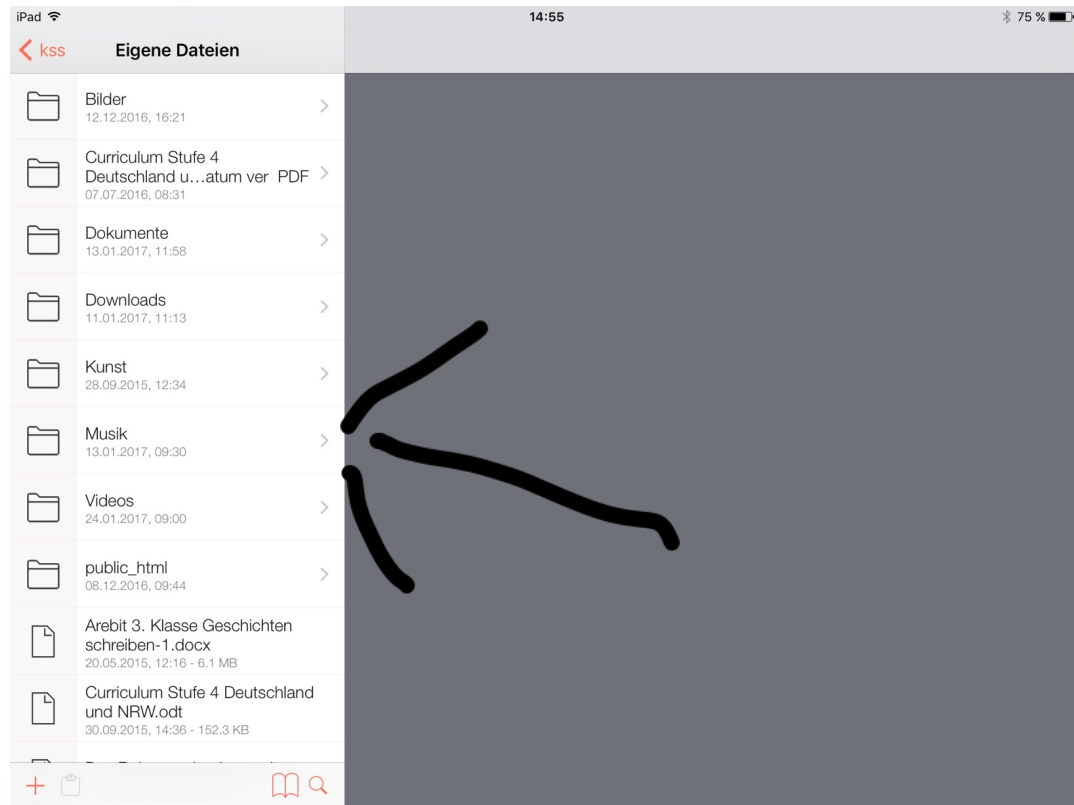 iPad 14:55 75 %
kss Eigene Dateien
Bilder
12.12.2016, 16:21
Curriculum Stufe 4
Deutschland u...atum ver PDF
07.07.2016, 08:31
Dokumente
13.01.2017, 11:58
Downloads
11.01.2017, 11:13
Kunst
28.09.2015, 12:34
Musik
13.01.2017, 09:30
Videos
24.01.2017, 09:00
public_html
08.12.2016, 09:44
Arebit 3. Klasse Geschichten
schreiben-1.docx
20.05.2015, 12:16 - 6.1 MB
Curriculum Stufe 4 Deutschland
und NRW.odt
30.09.2015, 14:36 - 152.3 KB